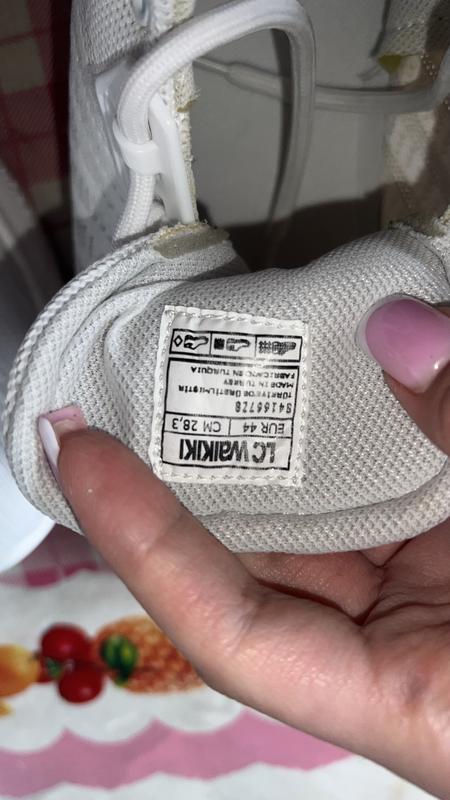 LC WAIKIKI
EUR 44 | CM 28,3
S41667Z8
TÜRKİYE'DE ÜRETİLMİŞTİR
MADE IN TURKEY
FABRICADO EN TURQUIA